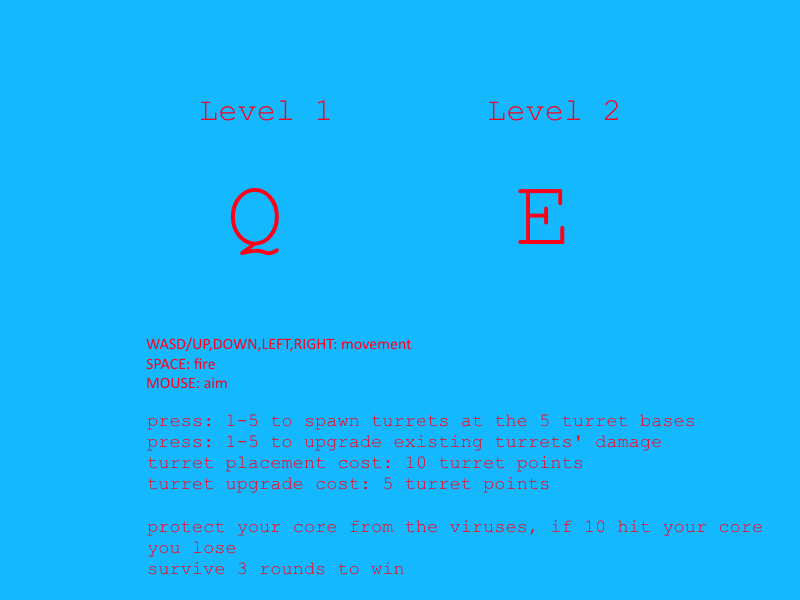 Level 1 Level 2
Q E
WASD/UP,DOWN,LEFT,RIGHT: movement
SPACE: fire
MOUSE: aim
press: 1-5 to spawn turrets at the 5 turret bases
press: 1-5 to upgrade existing turrets' damage
turret placement cost: 10 turret points
turret upgrade cost: 5 turret points
protect your core from the viruses, if 10 hit your core
you lose
survive 3 rounds to win